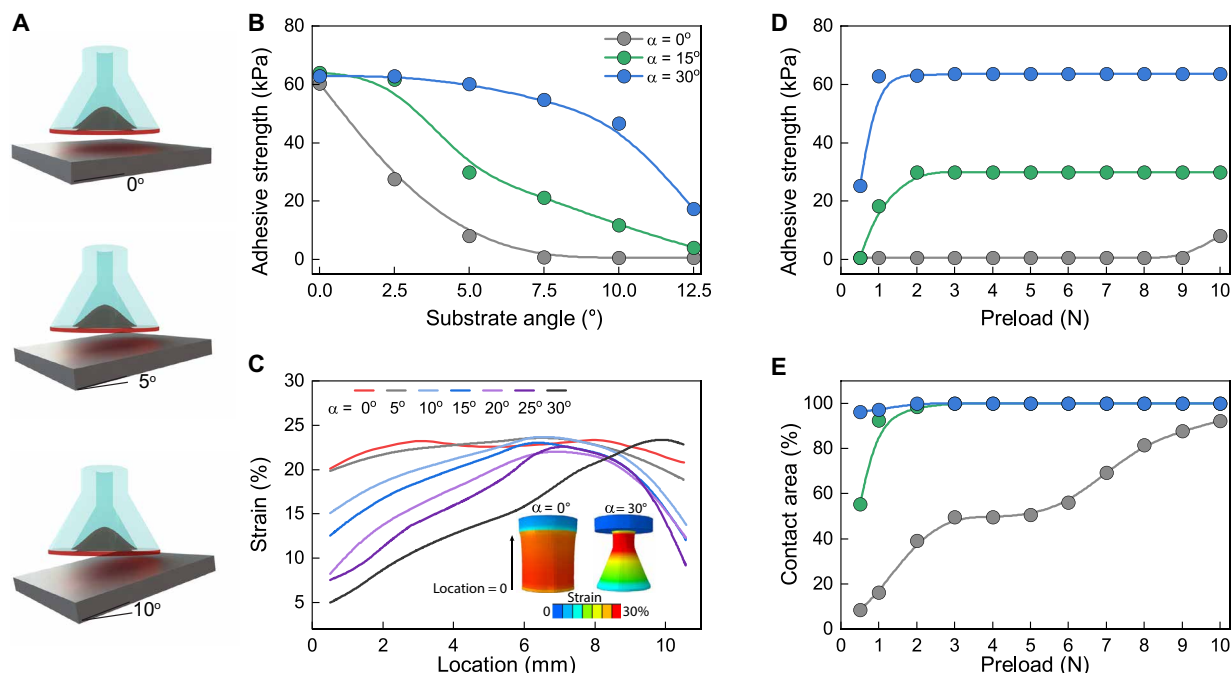 A
0°
5°
10°
B
80
60
40
20
0
Adhesive strength (kPa)
α = 0°
α = 15°
α = 30°
0.0 2.5 5.0 7.5 10.0 12.5
Substrate angle (°)
C
30
25
20
15
10
5
Strain (%)
α = 0° 5° 10° 15° 20° 25° 30°
α = 0° α = 30°
Location = 0
Strain
0 30%
0 2 4 6 8 10
Location (mm)
D
80
60
40
20
0
Adhesive strength (kPa)
0 1 2 3 4 5 6 7 8 9 10
Preload (N)
E
100
80
60
40
20
0
Contact area (%)
0 1 2 3 4 5 6 7 8 9 10
Preload (N)